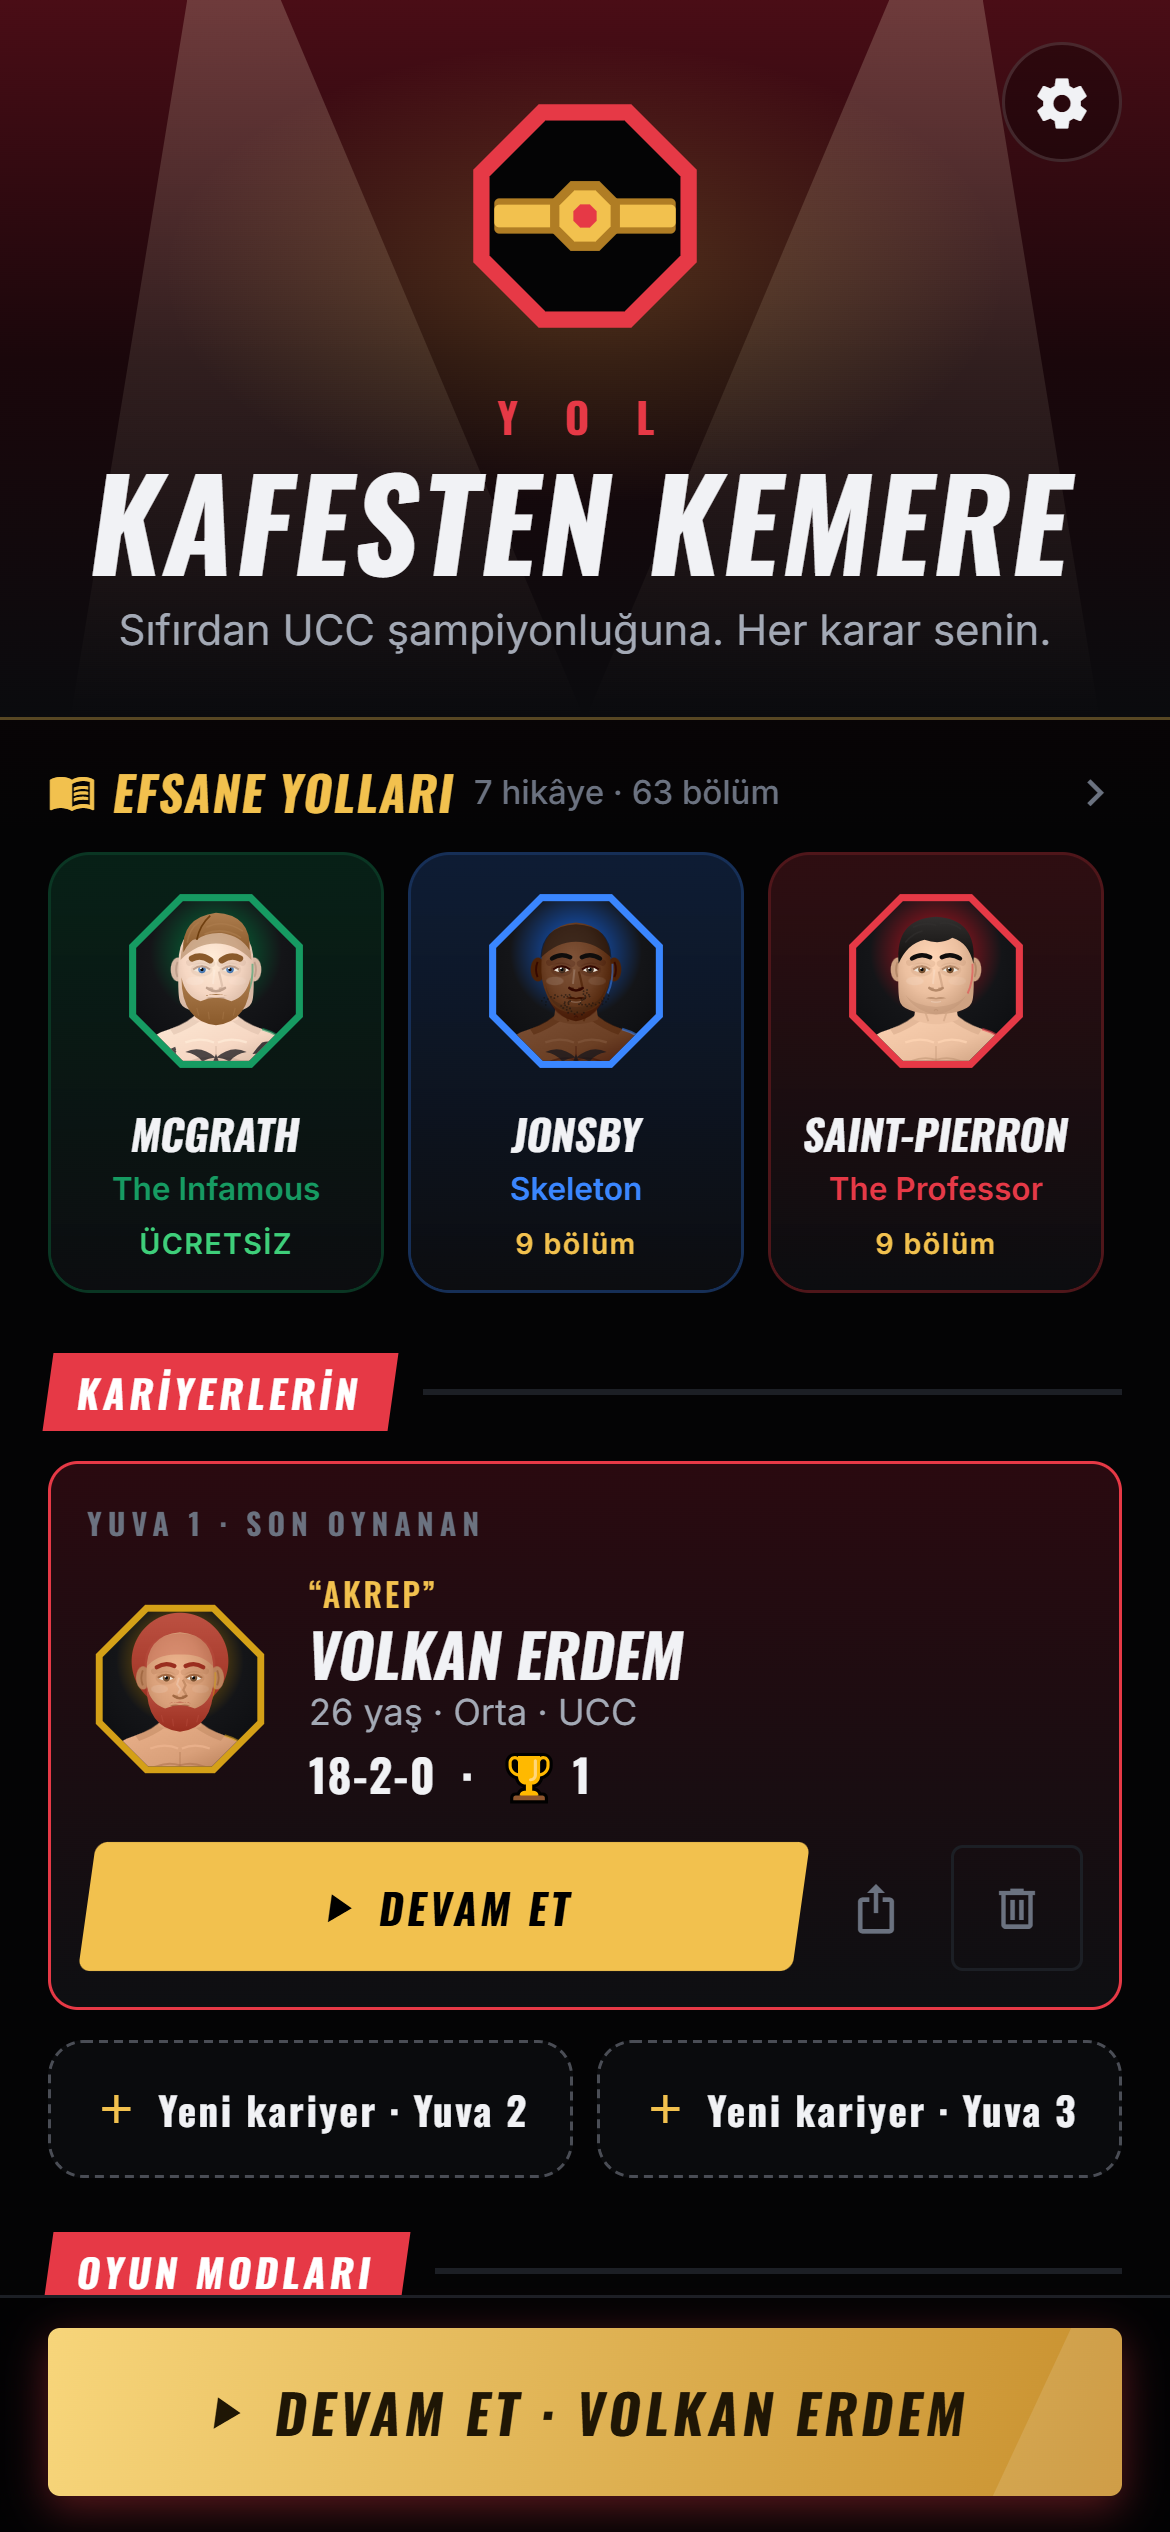 YOL
KAFESTEN KEMERE
Sıfırdan UCC şampiyonluğuna. Her karar senin.
EFSANE YOLLARI 7 hikâye · 63 bölüm
MCGRATH
The Infamous
ÜCRETSİZ
JONSBY
Skeleton
9 bölüm
SAINT-PIERRON
The Professor
9 bölüm
KARİYERLERİN
YUVA 1 · SON OYNANAN
“AKREP”
VOLKAN ERDEM
26 yaş · Orta · UCC
18-2-0 · 🏆 1
DEVAM ET
+ Yeni kariyer · Yuva 2
+ Yeni kariyer · Yuva 3
OYUN MODLARI
DEVAM ET · VOLKAN ERDEM